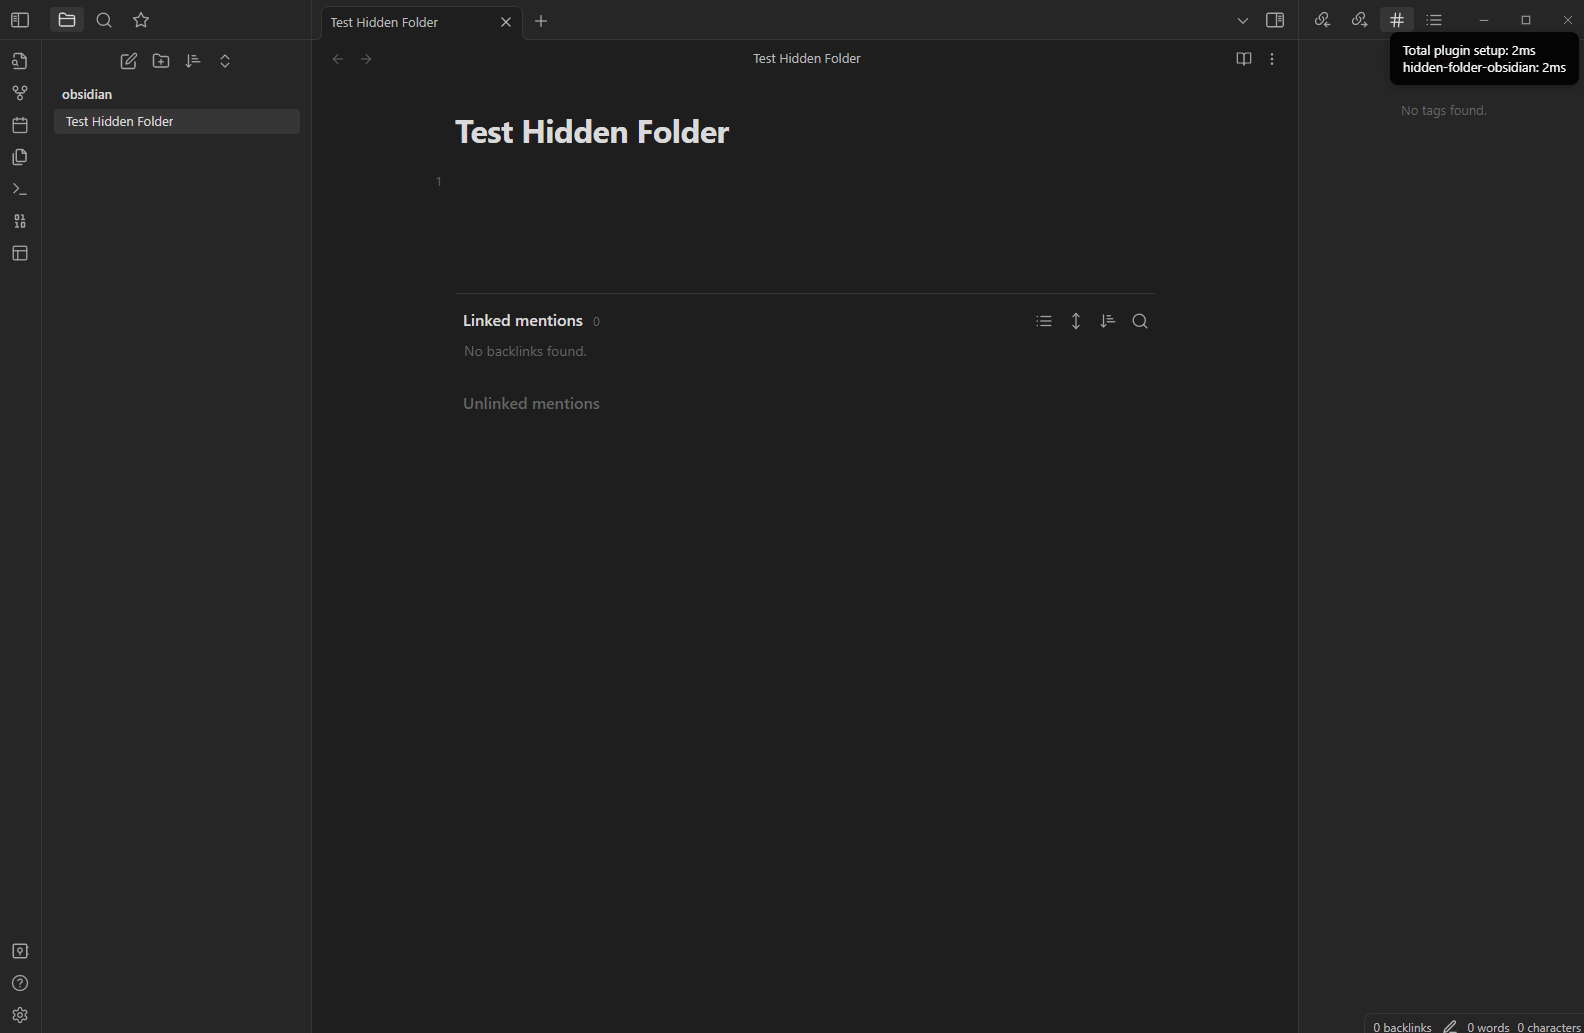 Test Hidden Folder
Test Hidden Folder
Total plugin setup: 2ms
hidden-folder-obsidian: 2ms
obsidian
Test Hidden Folder
No tags found.
Test Hidden Folder
1
Linked mentions 0
No backlinks found.
Unlinked mentions
0 backlinks 0 words 0 characters